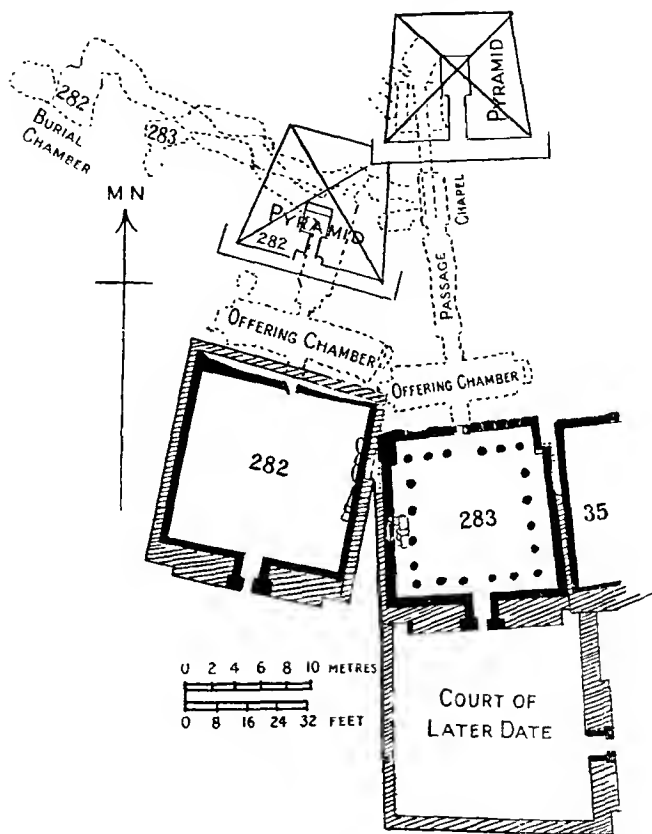 PYRAMID
282
BURIAL
CHAMBER
283
MN
CHAPEL
PYRAMID
282
PASSAGE
OFFERING CHAMBER
OFFERING CHAMBER
282
283
35
0 2 4 6 8 10 METRES
0 8 16 24 32 FEET
COURT OF
LATER DATE